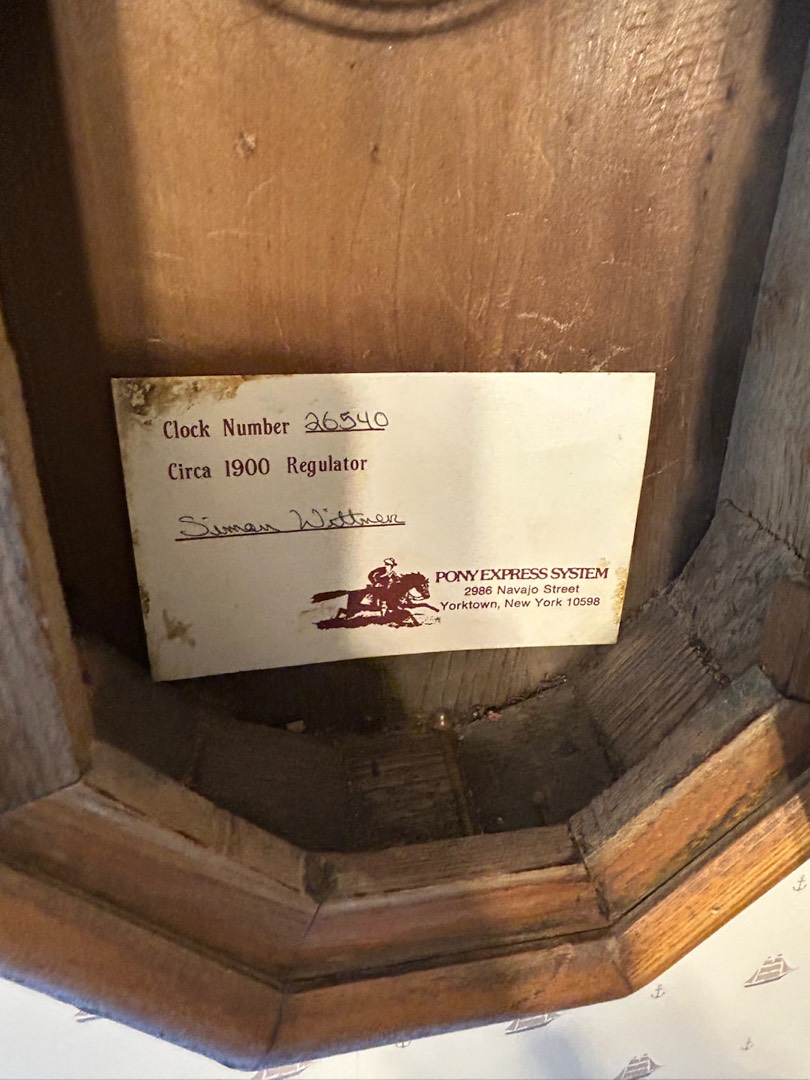 Clock Number 26540
Circa 1900 Regulator
Simon Wittner
PONY EXPRESS SYSTEM
2986 Navajo Street
Yorktown, New York 10598